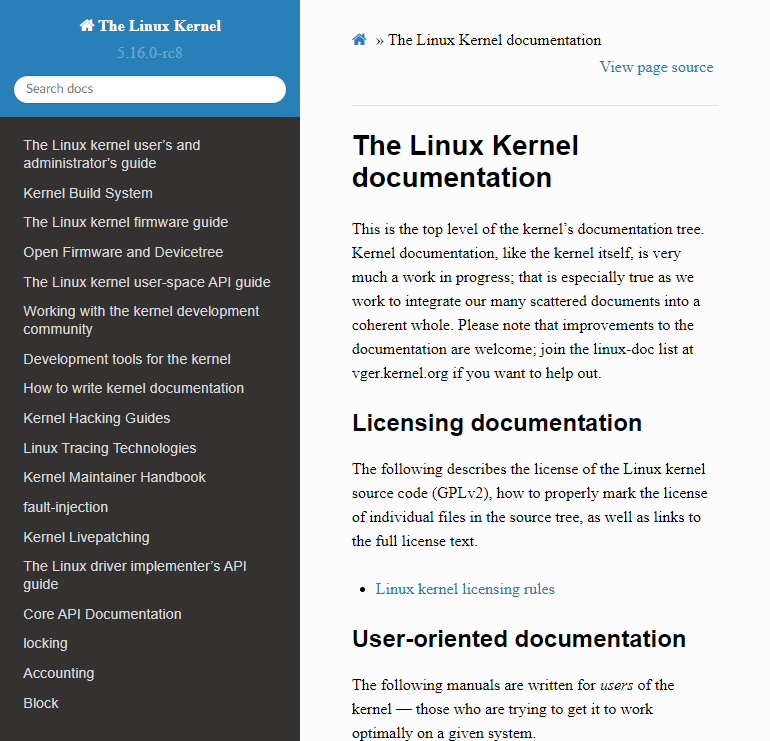 The Linux Kernel
5.16.0-rc8
Search docs
The Linux kernel user’s and
administrator’s guide
Kernel Build System
The Linux kernel firmware guide
Open Firmware and Devicetree
The Linux kernel user-space API guide
Working with the kernel development
community
Development tools for the kernel
How to write kernel documentation
Kernel Hacking Guides
Linux Tracing Technologies
Kernel Maintainer Handbook
fault-injection
Kernel Livepatching
The Linux driver implementer’s API
guide
Core API Documentation
locking
Accounting
Block
» The Linux Kernel documentation
View page source
The Linux Kernel
documentation
This is the top level of the kernel’s documentation tree.
Kernel documentation, like the kernel itself, is very
much a work in progress; that is especially true as we
work to integrate our many scattered documents into a
coherent whole. Please note that improvements to the
documentation are welcome; join the linux-doc list at
vger.kernel.org if you want to help out.
Licensing documentation
The following describes the license of the Linux kernel
source code (GPLv2), how to properly mark the license
of individual files in the source tree, as well as links to
the full license text.
• Linux kernel licensing rules
User-oriented documentation
The following manuals are written for users of the
kernel — those who are trying to get it to work
optimally on a given system.